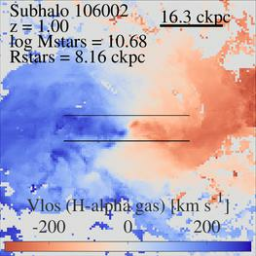 Subhalo 106002
16.3 ckpc
z = 1.00
log Mstars = 10.68
Rstars = 8.16 ckpc
Vlos (H-alpha gas) [km s⁻¹]
-200 0 200